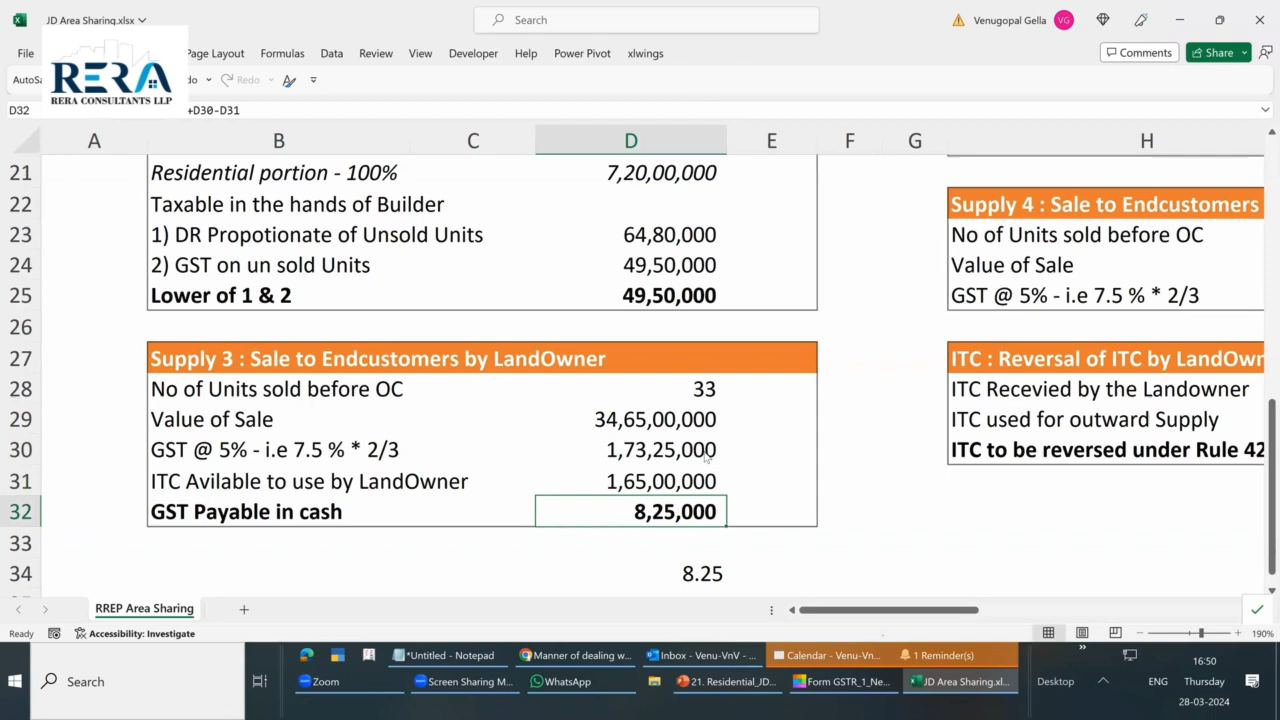 JD Area Sharing.xlsx
Search
Venugopal Gella
VG
File
Page Layout
Formulas
Data
Review
View
Developer
Help
Power Pivot
xlwings
Comments
Share
RERA
RERA CONSULTANTS LLP
Redo
D32
+D30-D31
A B C D E F G H
21 Residential portion - 100% 7,20,00,000
22 Taxable in the hands of Builder Supply 4 : Sale to Endcustomers
23 1) DR Propotionate of Unsold Units 64,80,000 No of Units sold before OC
24 2) GST on un sold Units 49,50,000 Value of Sale
25 Lower of 1 & 2 49,50,000 GST @ 5% - i.e 7.5 % * 2/3
26
27 Supply 3 : Sale to Endcustomers by LandOwner ITC : Reversal of ITC by
28 No of Units sold before OC 33 ITC Recevied by the Landowner
29 Value of Sale 34,65,00,000 ITC used for outward Supply
30 GST @ 5% - i.e 7.5 % * 2/3 1,73,25,000 ITC to be reversed under Rule 42
31 ITC Avilable to use by LandOwner 1,65,00,000
32 GST Payable in cash 8,25,000
33
34 8.25
RREP Area Sharing
Ready
Accessibility: Investigate
190%
*Untitled - Notepad
Manner of dealing w...
Inbox - Venu-VnV - ...
Calendar - Venu-Vn...
1 Reminder(s)
16:50
Search
Zoom
Screen Sharing M...
WhatsApp
21. Residential_JD...
Form GSTR_1_Ne...
JD Area Sharing.xl...
Desktop
ENG
Thursday
28-03-2024